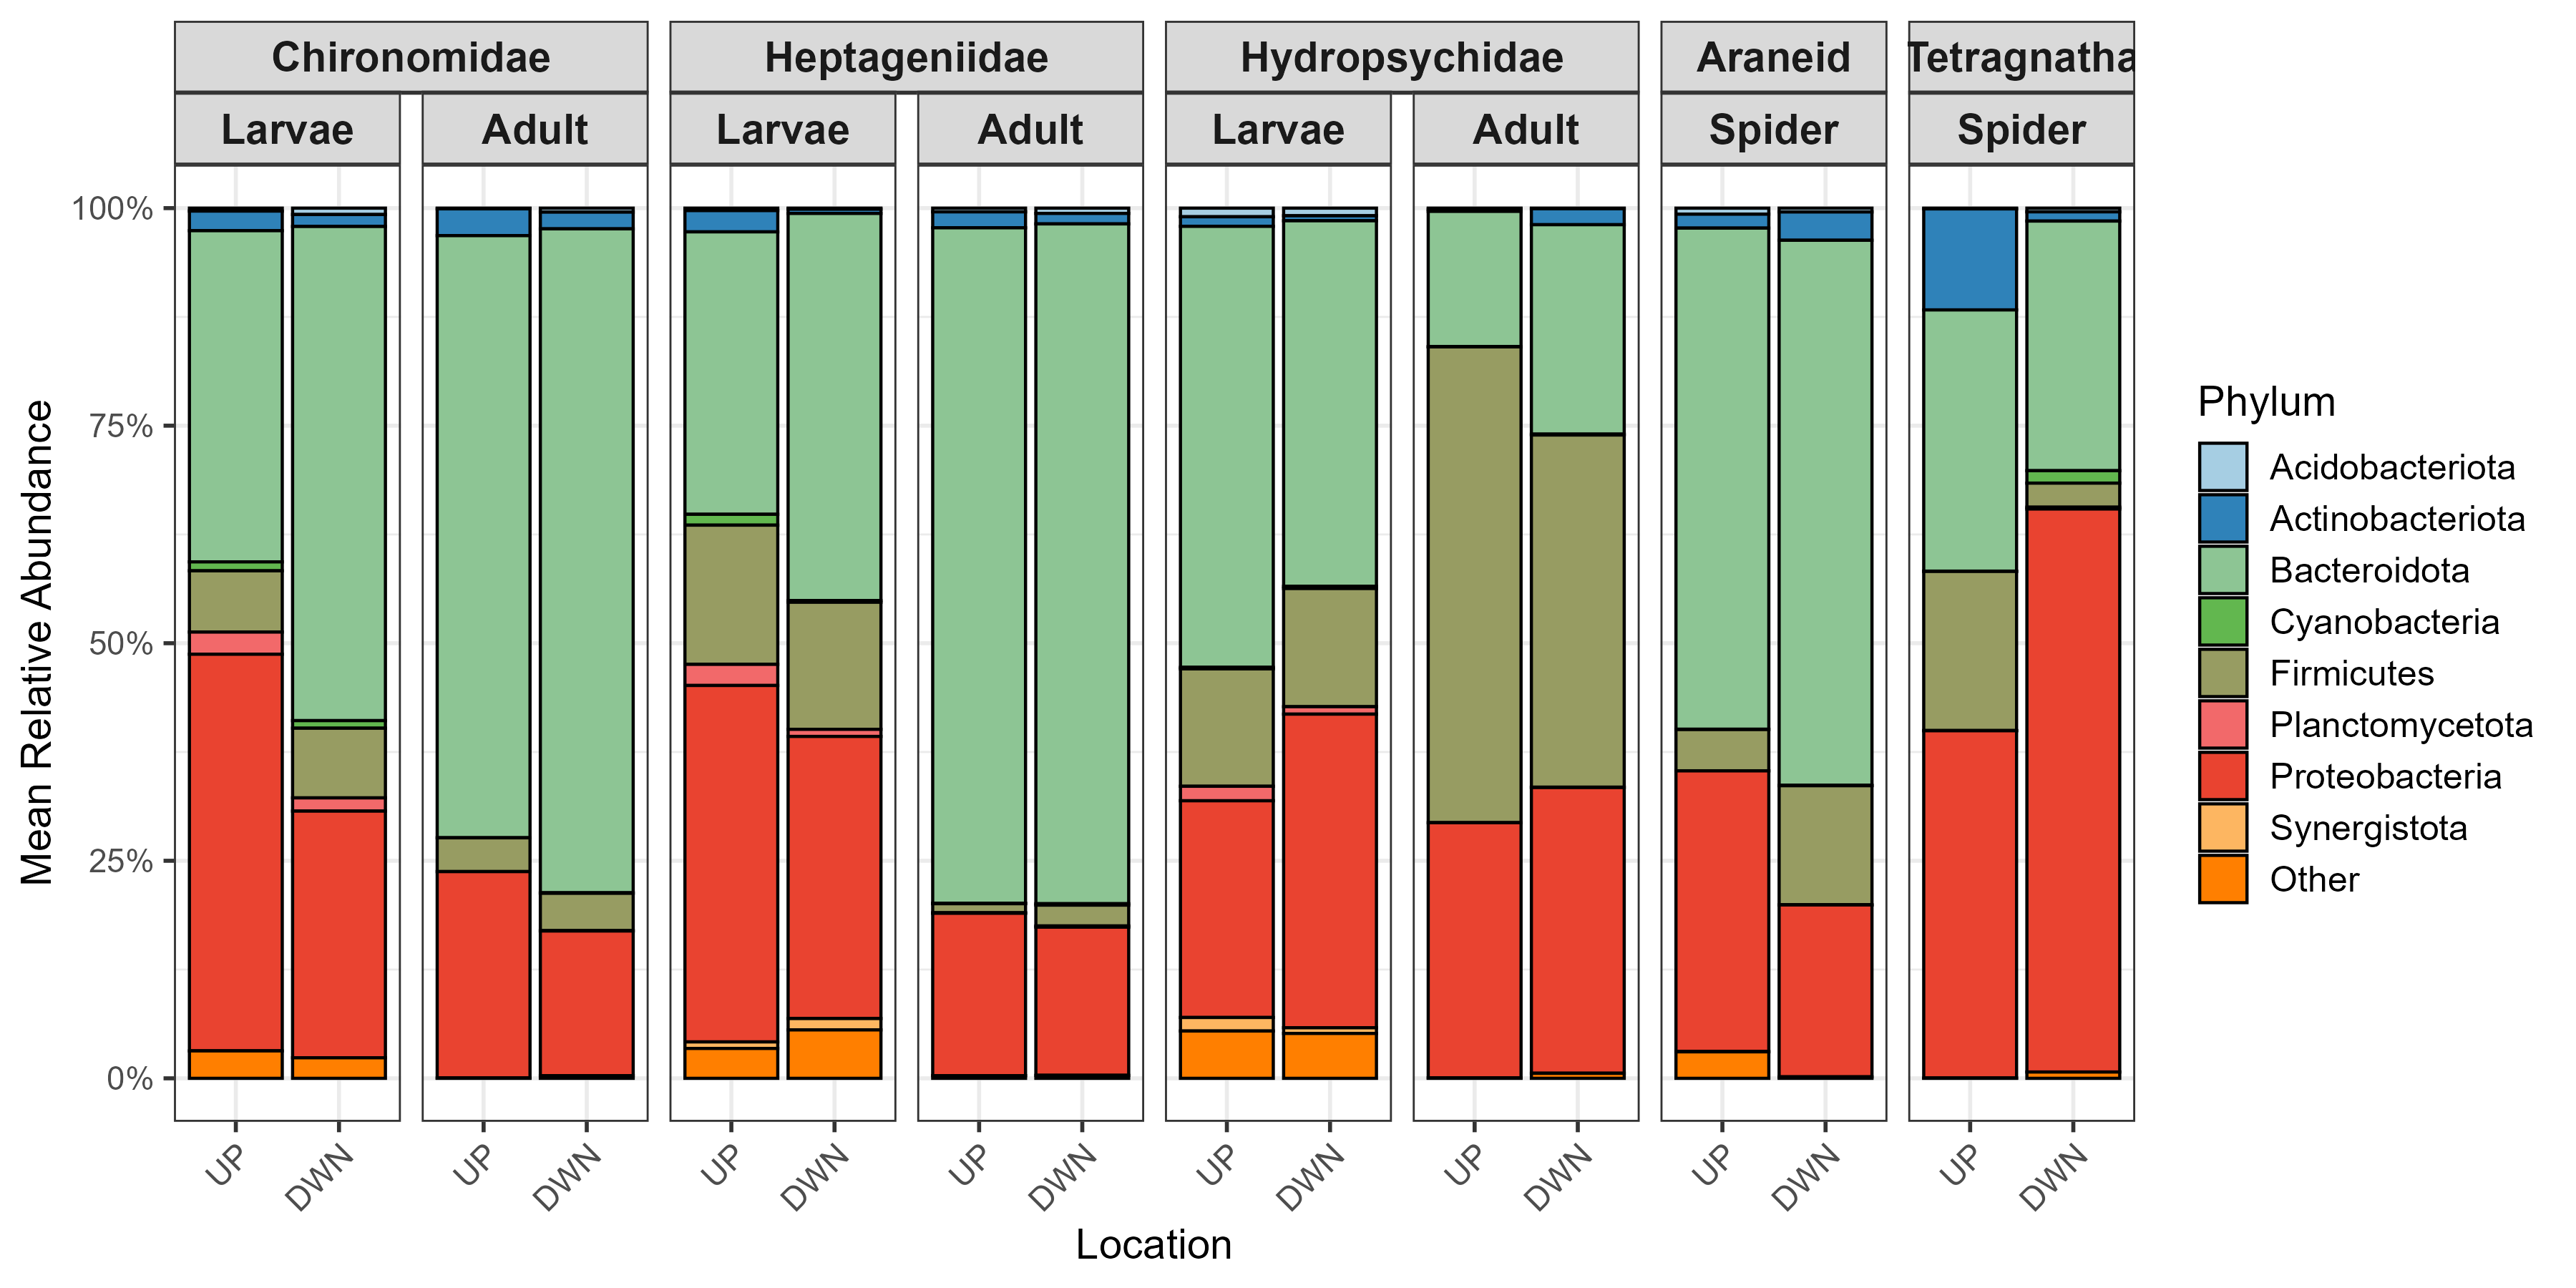 Chironomidae Heptageniidae Hydropsychidae Araneid Tetragnatha
Larvae Adult Larvae Adult Larvae Adult Spider Spider
100%
75%
50%
25%
0%
Mean Relative Abundance
UP DWN UP DWN UP DWN UP DWN UP DWN UP DWN UP DWN UP DWN
Location
Phylum
Acidobacteriota
Actinobacteriota
Bacteroidota
Cyanobacteria
Firmicutes
Planctomycetota
Proteobacteria
Synergistota
Other